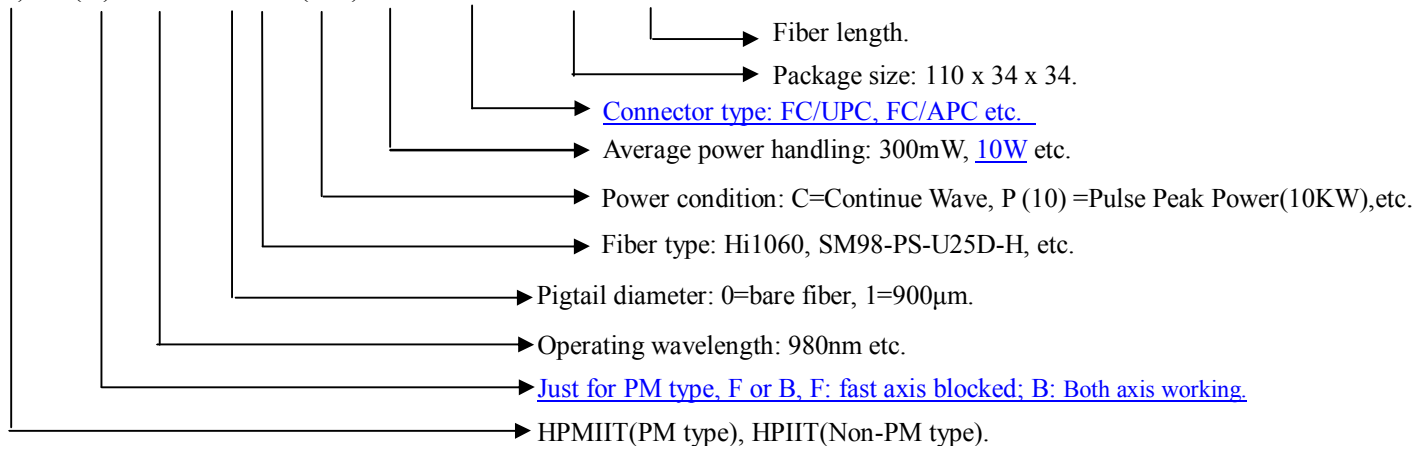 Fiber length.
Package size: 110 x 34 x 34.
Connector type: FC/UPC, FC/APC etc.
Average power handling: 300mW, 10W etc.
Power condition: C=Continue Wave, P (10) =Pulse Peak Power(10KW),etc.
Fiber type: Hi1060, SM98-PS-U25D-H, etc.
Pigtail diameter: 0=bare fiber, 1=900μm.
Operating wavelength: 980nm etc.
Just for PM type, F or B, F: fast axis blocked; B: Both axis working.
HPMIIT(PM type), HPIIT(Non-PM type).